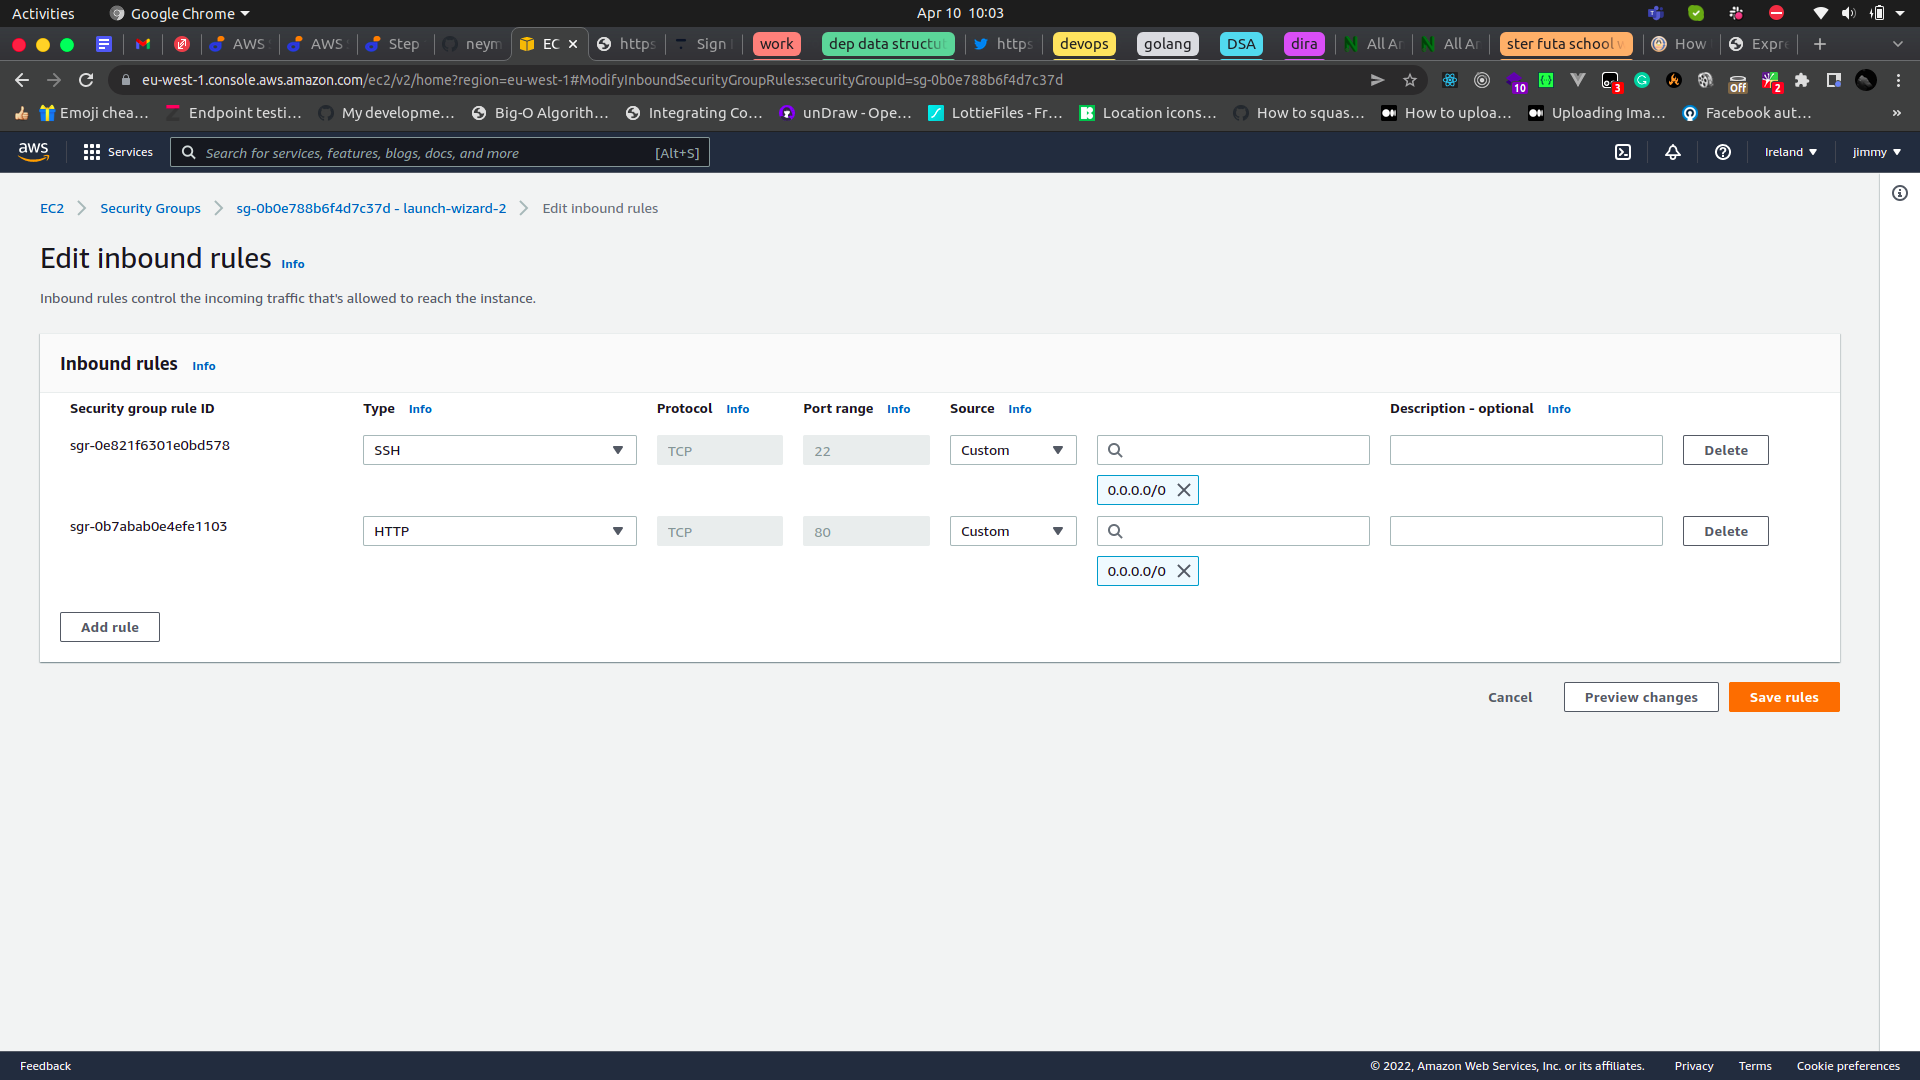 Activities Google Chrome Apr 10 10:03
AWS AWS Step neym EC https Sign work dep data structu https devops golang DSA dira All Ar All Ar ster futa school w How Expre
eu-west-1.console.aws.amazon.com/ec2/v2/home?region=eu-west-1#ModifyInboundSecurityGroupRules:securityGroupId=sg-0b0e788b6f4d7c37d 10 3 Off 2
Emoji chea... Endpoint testi... My developme... Big-O Algorith... Integrating Co... unDraw - Ope... LottieFiles - Fr... Location icons... How to squas... How to uploa... Uploading Ima... Facebook aut... »
aws Services Search for services, features, blogs, docs, and more [Alt+S] Ireland jimmy
EC2 Security Groups sg-0b0e788b6f4d7c37d - launch-wizard-2 Edit inbound rules
Edit inbound rules Info
Inbound rules control the incoming traffic that's allowed to reach the instance.
Inbound rules Info
Security group rule ID Type Info Protocol Info Port range Info Source Info Description - optional Info
sgr-0e821f6301e0bd578 SSH TCP 22 Custom Delete
0.0.0.0/0
sgr-0b7abab0e4efe1103 HTTP TCP 80 Custom Delete
0.0.0.0/0
Add rule
Cancel Preview changes Save rules
Feedback © 2022, Amazon Web Services, Inc. or its affiliates. Privacy Terms Cookie preferences